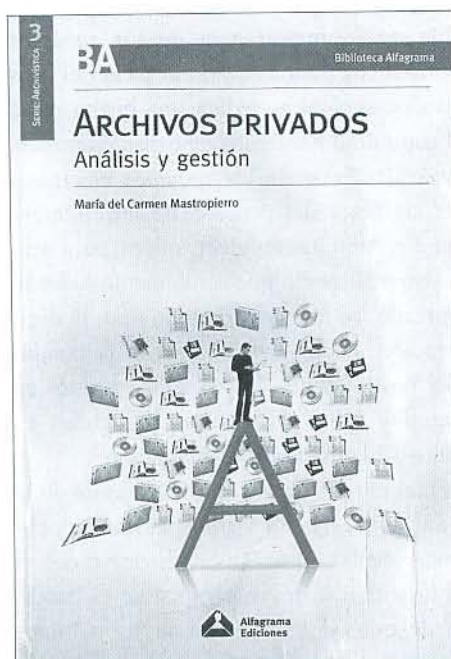 3
SERIE: ARCHIVÍSTICA
BA
Biblioteca Alfagrama
ARCHIVOS PRIVADOS
Análisis y gestión
María del Carmen Mastropierro
Alfagrama
Ediciones